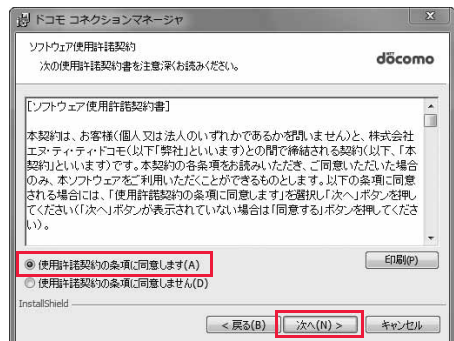 ドコモ コネクションマネージャ
ソフトウェア使用許諾契約
次の使用許諾契約書を注意深くお読みください。
döcomo
[ソフトウェア使用許諾契約書]
本契約は、お客様(個人又は法人のいずれかであるかを問いません)と、株式会社
エヌ・ティ・ティ・ドコモ(以下「弊社」といいます)との間で締結される契約(以下、「本
契約」といいます)です。本契約の各条項をお読みいただき、ご同意いただいた場合
のみ、本ソフトウェアをご利用いただくことができるものとします。以下の条項に同意
される場合には、「使用許諾契約の条項に同意します」を選択し「次へ」ボタンを押し
てください(「次へ」ボタンが表示されていない場合は「同意する」ボタンを押してくださ
い)。
使用許諾契約の条項に同意します(A)
印刷(P)
使用許諾契約の条項に同意しません(D)
InstallShield
< 戻る(B)
次へ(N) >
キャンセル